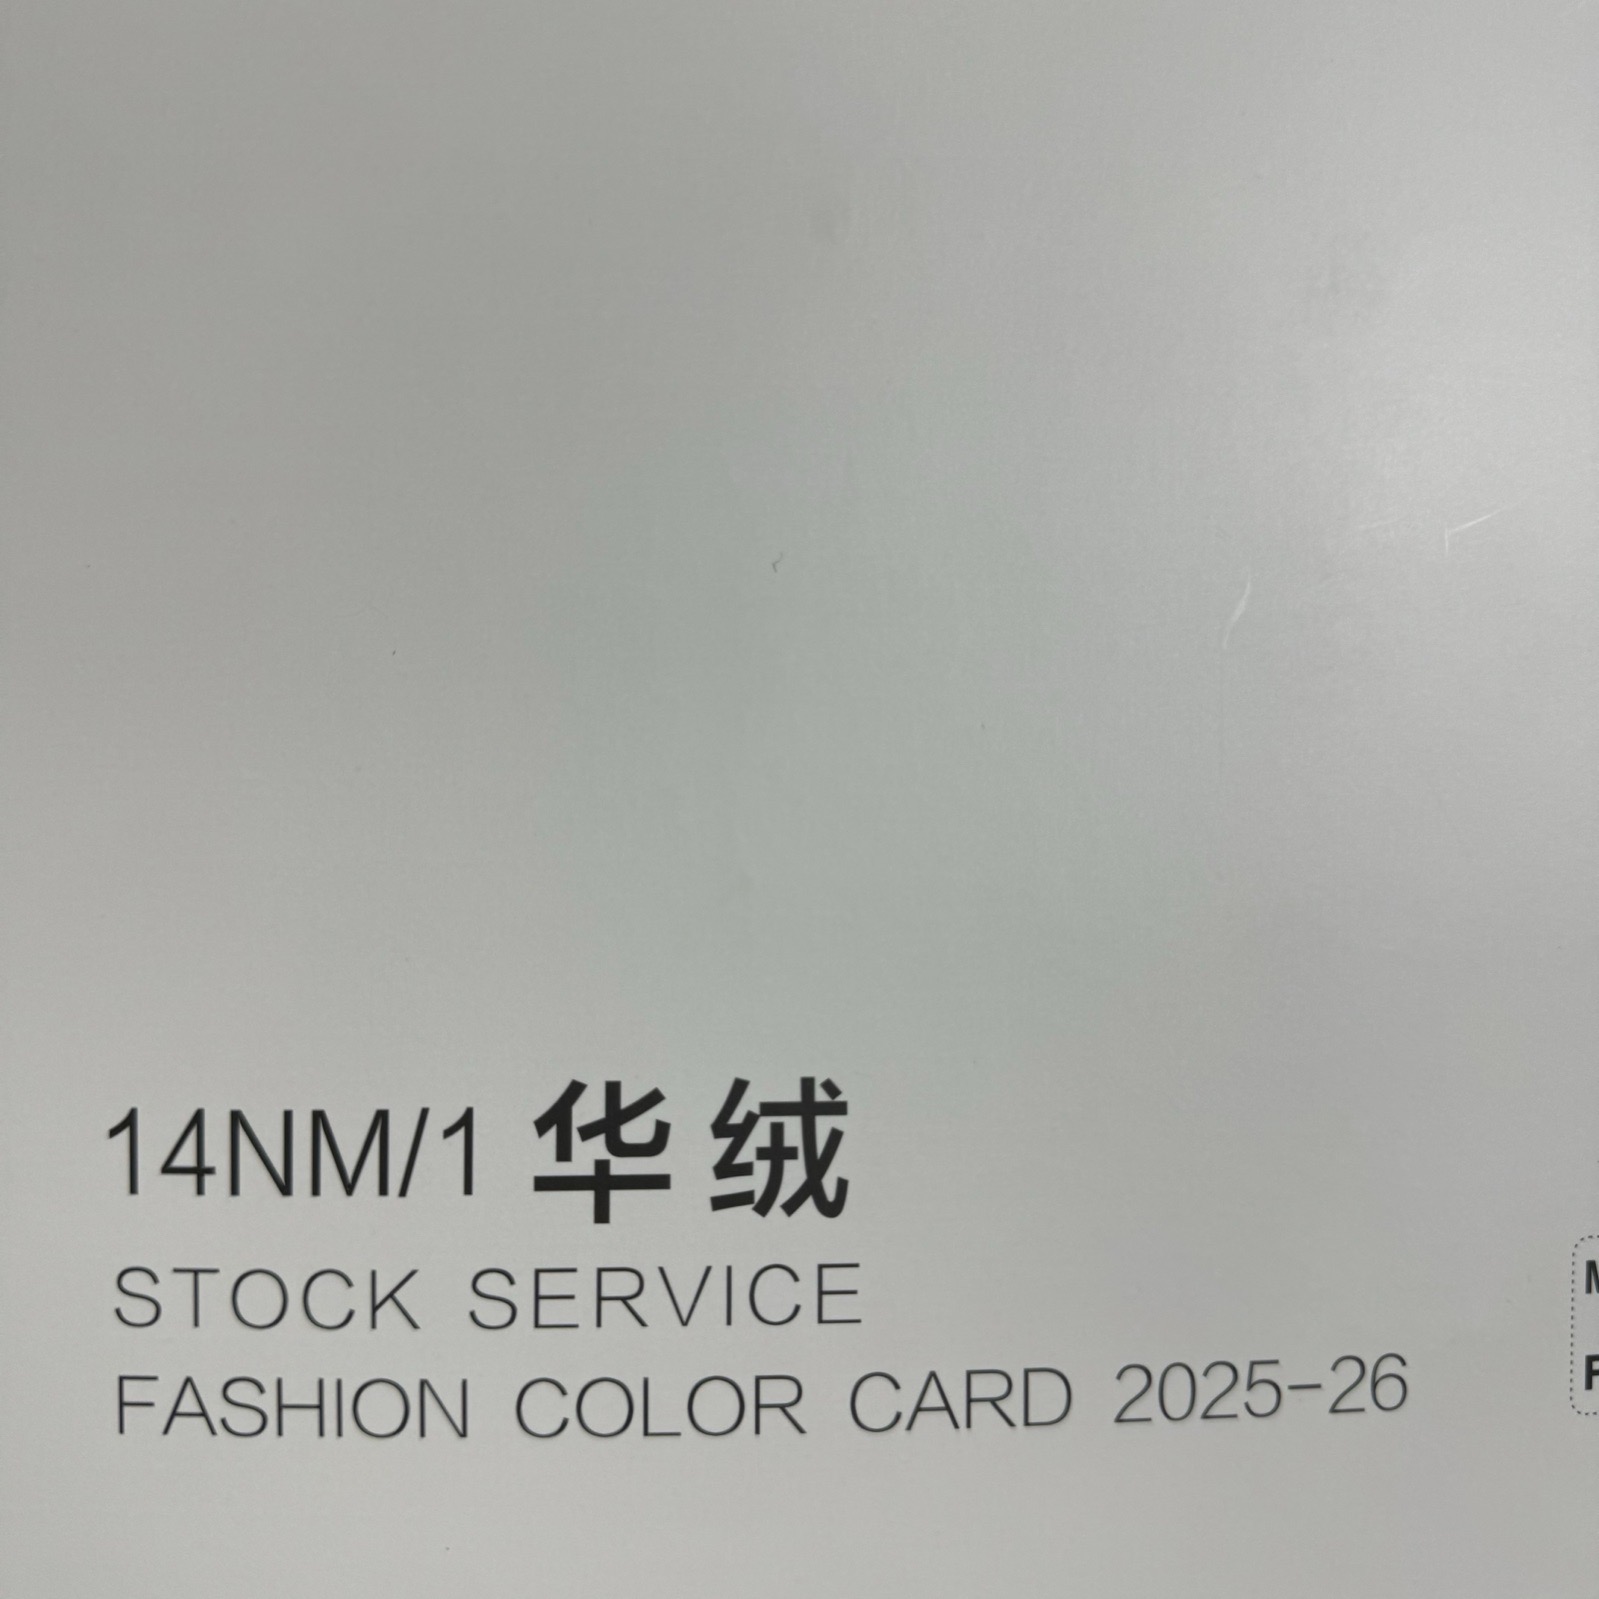 14NM/1 华绒
STOCK SERVICE
FASHION COLOR CARD 2025-26